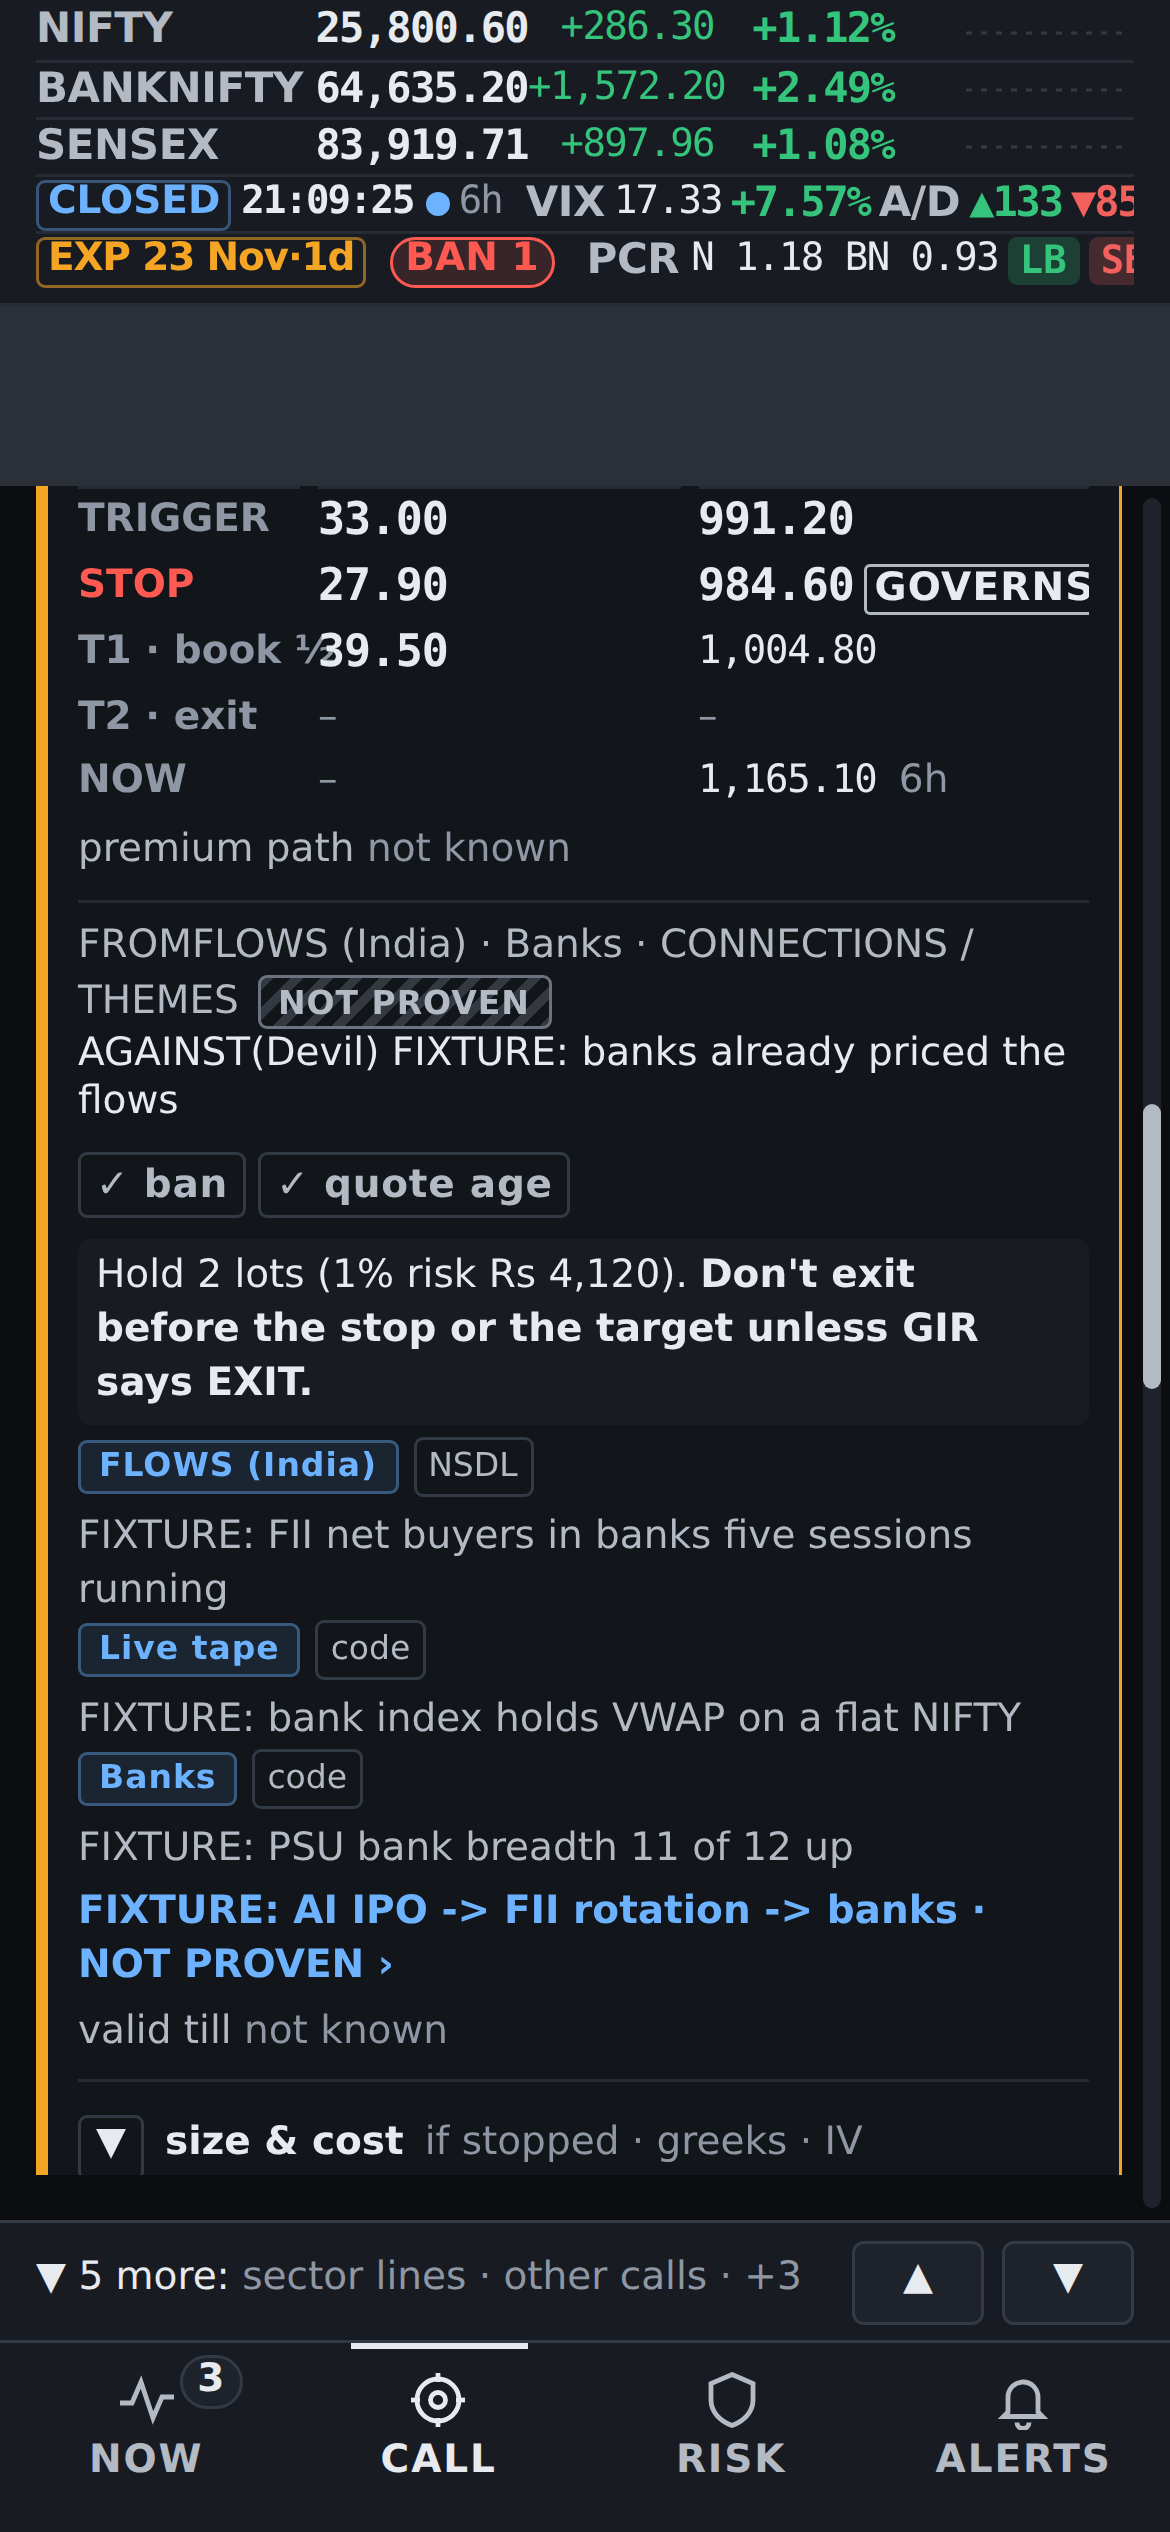 NIFTY 25,800.60 +286.30 +1.12%
BANKNIFTY 64,635.20 +1,572.20 +2.49%
SENSEX 83,919.71 +897.96 +1.08%
CLOSED 21:09:25 ● 6h VIX 17.33 +7.57% A/D ▲133 ▼85
EXP 23 Nov·1d BAN 1 PCR N 1.18 BN 0.93 LB
TRIGGER 33.00 991.20
STOP 27.90 984.60 GOVERNS
T1 · book ½ 39.50 1,004.80
T2 · exit – –
NOW – 1,165.10 6h
premium path not known
FROMFLOWS (India) · Banks · CONNECTIONS /
THEMES NOT PROVEN
AGAINST(Devil) FIXTURE: banks already priced the
flows
✓ ban ✓ quote age
Hold 2 lots (1% risk Rs 4,120). Don't exit
before the stop or the target unless GIR
says EXIT.
FLOWS (India) NSDL
FIXTURE: FII net buyers in banks five sessions
running
Live tape code
FIXTURE: bank index holds VWAP on a flat NIFTY
Banks code
FIXTURE: PSU bank breadth 11 of 12 up
FIXTURE: AI IPO -> FII rotation -> banks ·
NOT PROVEN ›
valid till not known
▼ size & cost if stopped · greeks · IV
▼ 5 more: sector lines · other calls · +3 ▲ ▼
3
NOW CALL RISK ALERTS